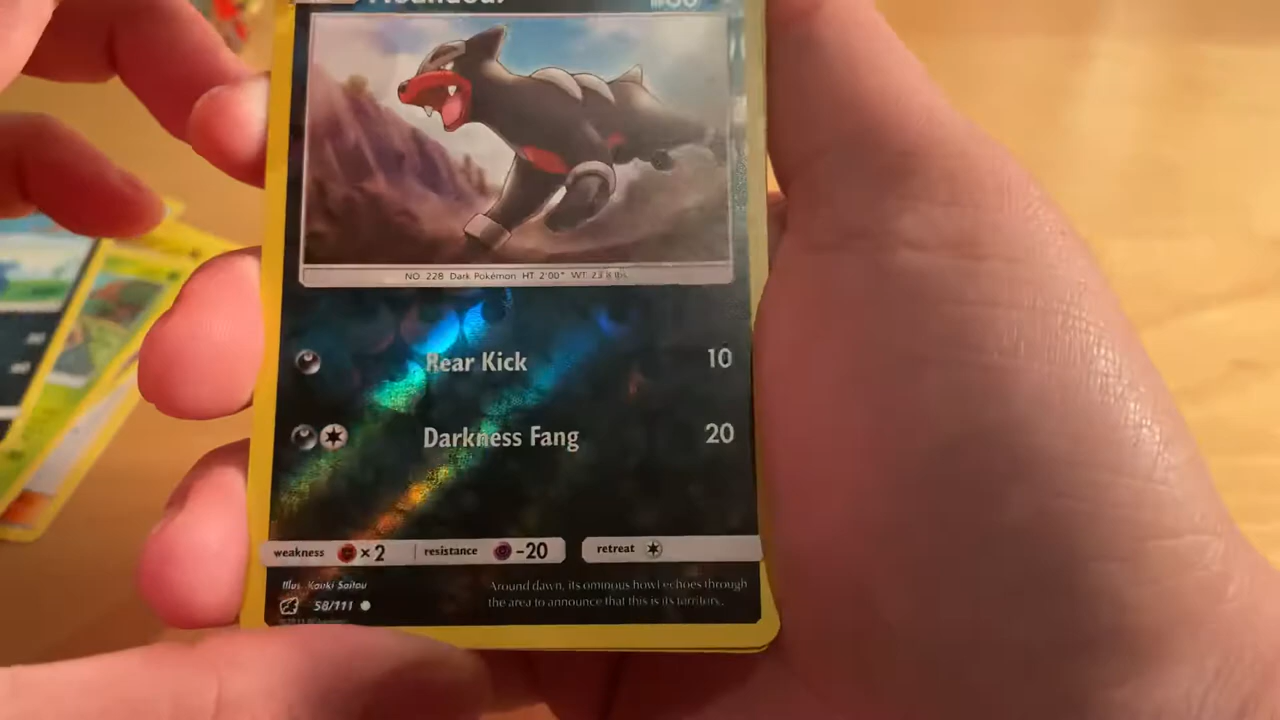 NO. 228 Dark Pokémon HT: 2'00" WT: 23.8 lbs.
Rear Kick 10
Darkness Fang 20
weakness ×2 resistance -20 retreat
Illus. Kouki Saitou
58/111
Around dawn, its ominous howl echoes through
the area to announce that this is its territory.